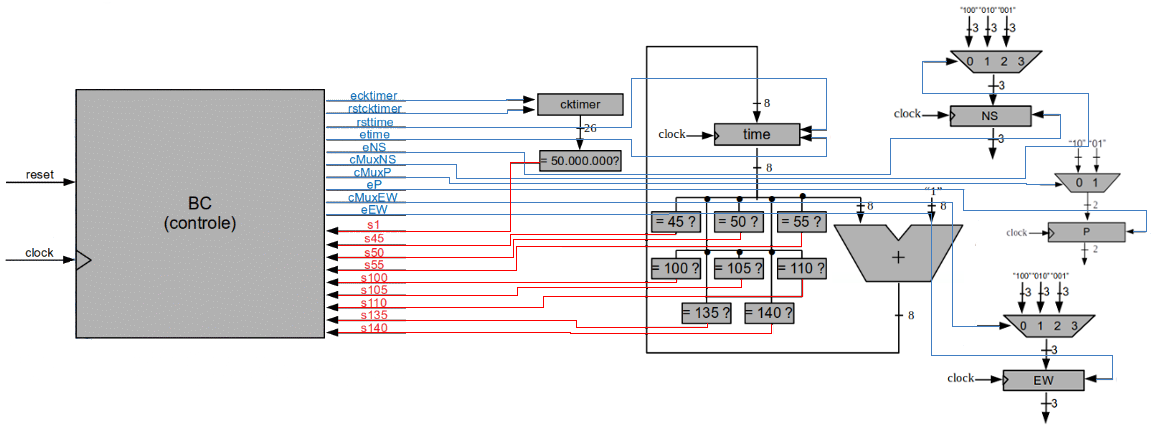 "100" "010" "001"
3 3 3
0 1 2 3
3
clock
NS
3
ecktimer
rstcktimer
rsttime
etime
eNS
cMuxNS
cMuxP
eP
cMuxEW
eEW
s1
s45
s50
s55
s100
s105
s110
s135
s140
reset
clock
BC
(controle)
cktimer
26
= 50.000.000?
8
clock
time
8
= 45 ?
= 50 ?
= 55 ?
= 100 ?
= 105 ?
= 110 ?
= 135 ?
= 140 ?
8
"1"
8
+
8
"10" "01"
0 1
2
clock
P
2
"100" "010" "001"
3 3 3
0 1 2 3
3
clock
EW
3